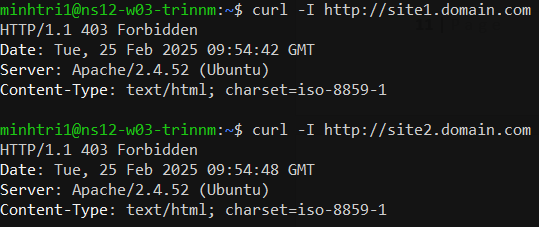 minhtri1@ns12-w03-trinnm:~$ curl -I http://site1.domain.com
HTTP/1.1 403 Forbidden
Date: Tue, 25 Feb 2025 09:54:42 GMT
Server: Apache/2.4.52 (Ubuntu)
Content-Type: text/html; charset=iso-8859-1
minhtri1@ns12-w03-trinnm:~$ curl -I http://site2.domain.com
HTTP/1.1 403 Forbidden
Date: Tue, 25 Feb 2025 09:54:48 GMT
Server: Apache/2.4.52 (Ubuntu)
Content-Type: text/html; charset=iso-8859-1